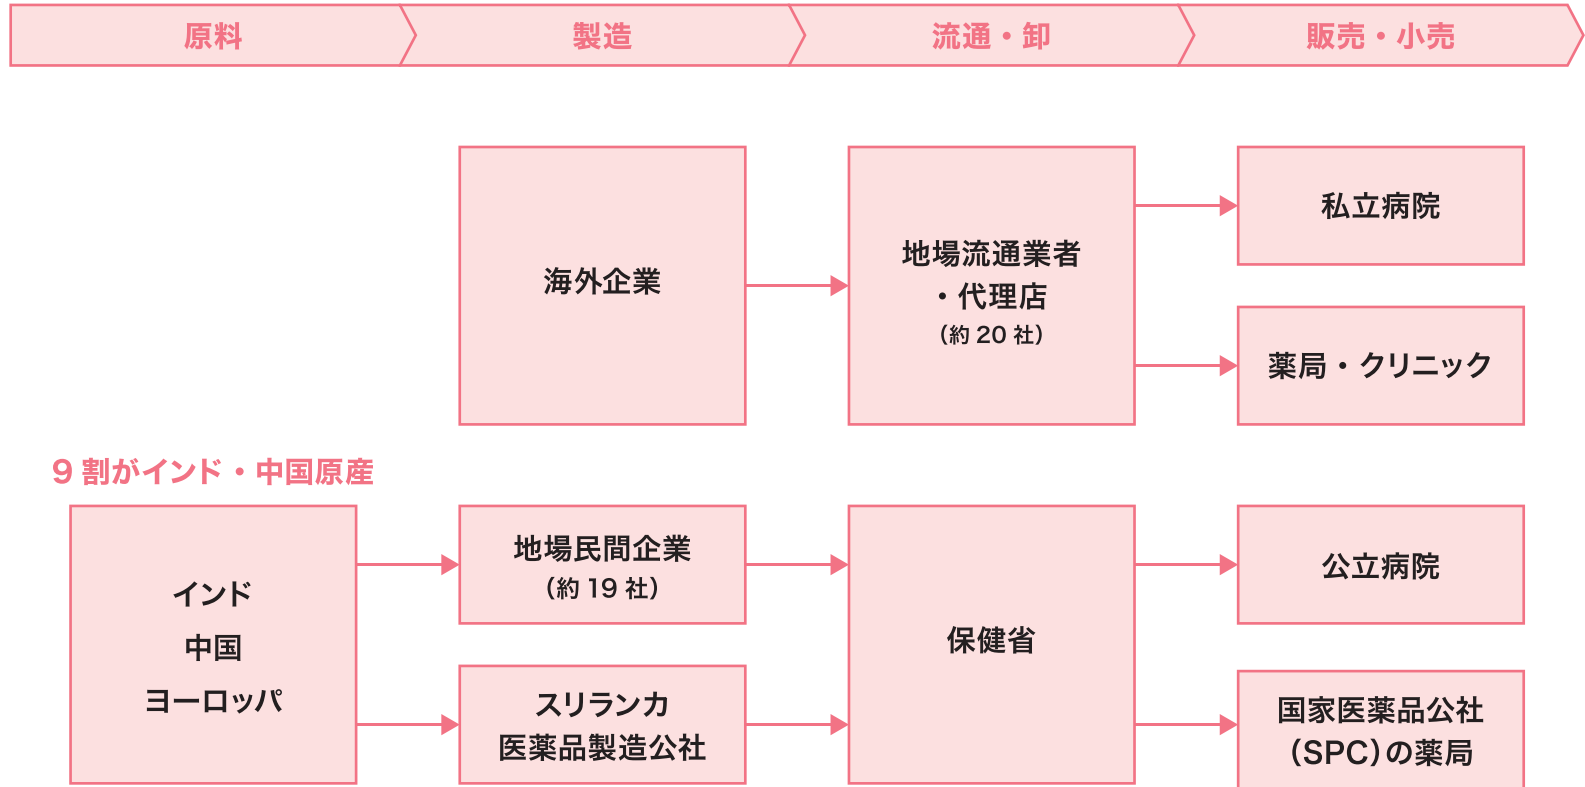 原料
製造
流通・卸
販売・小売
海外企業
地場流通業者
・代理店
（約 20 社）
私立病院
薬局・クリニック
9 割がインド・中国原産
インド
中国
ヨーロッパ
地場民間企業
（約 19 社）
スリランカ
医薬品製造公社
保健省
公立病院
国家医薬品公社
（SPC）の薬局